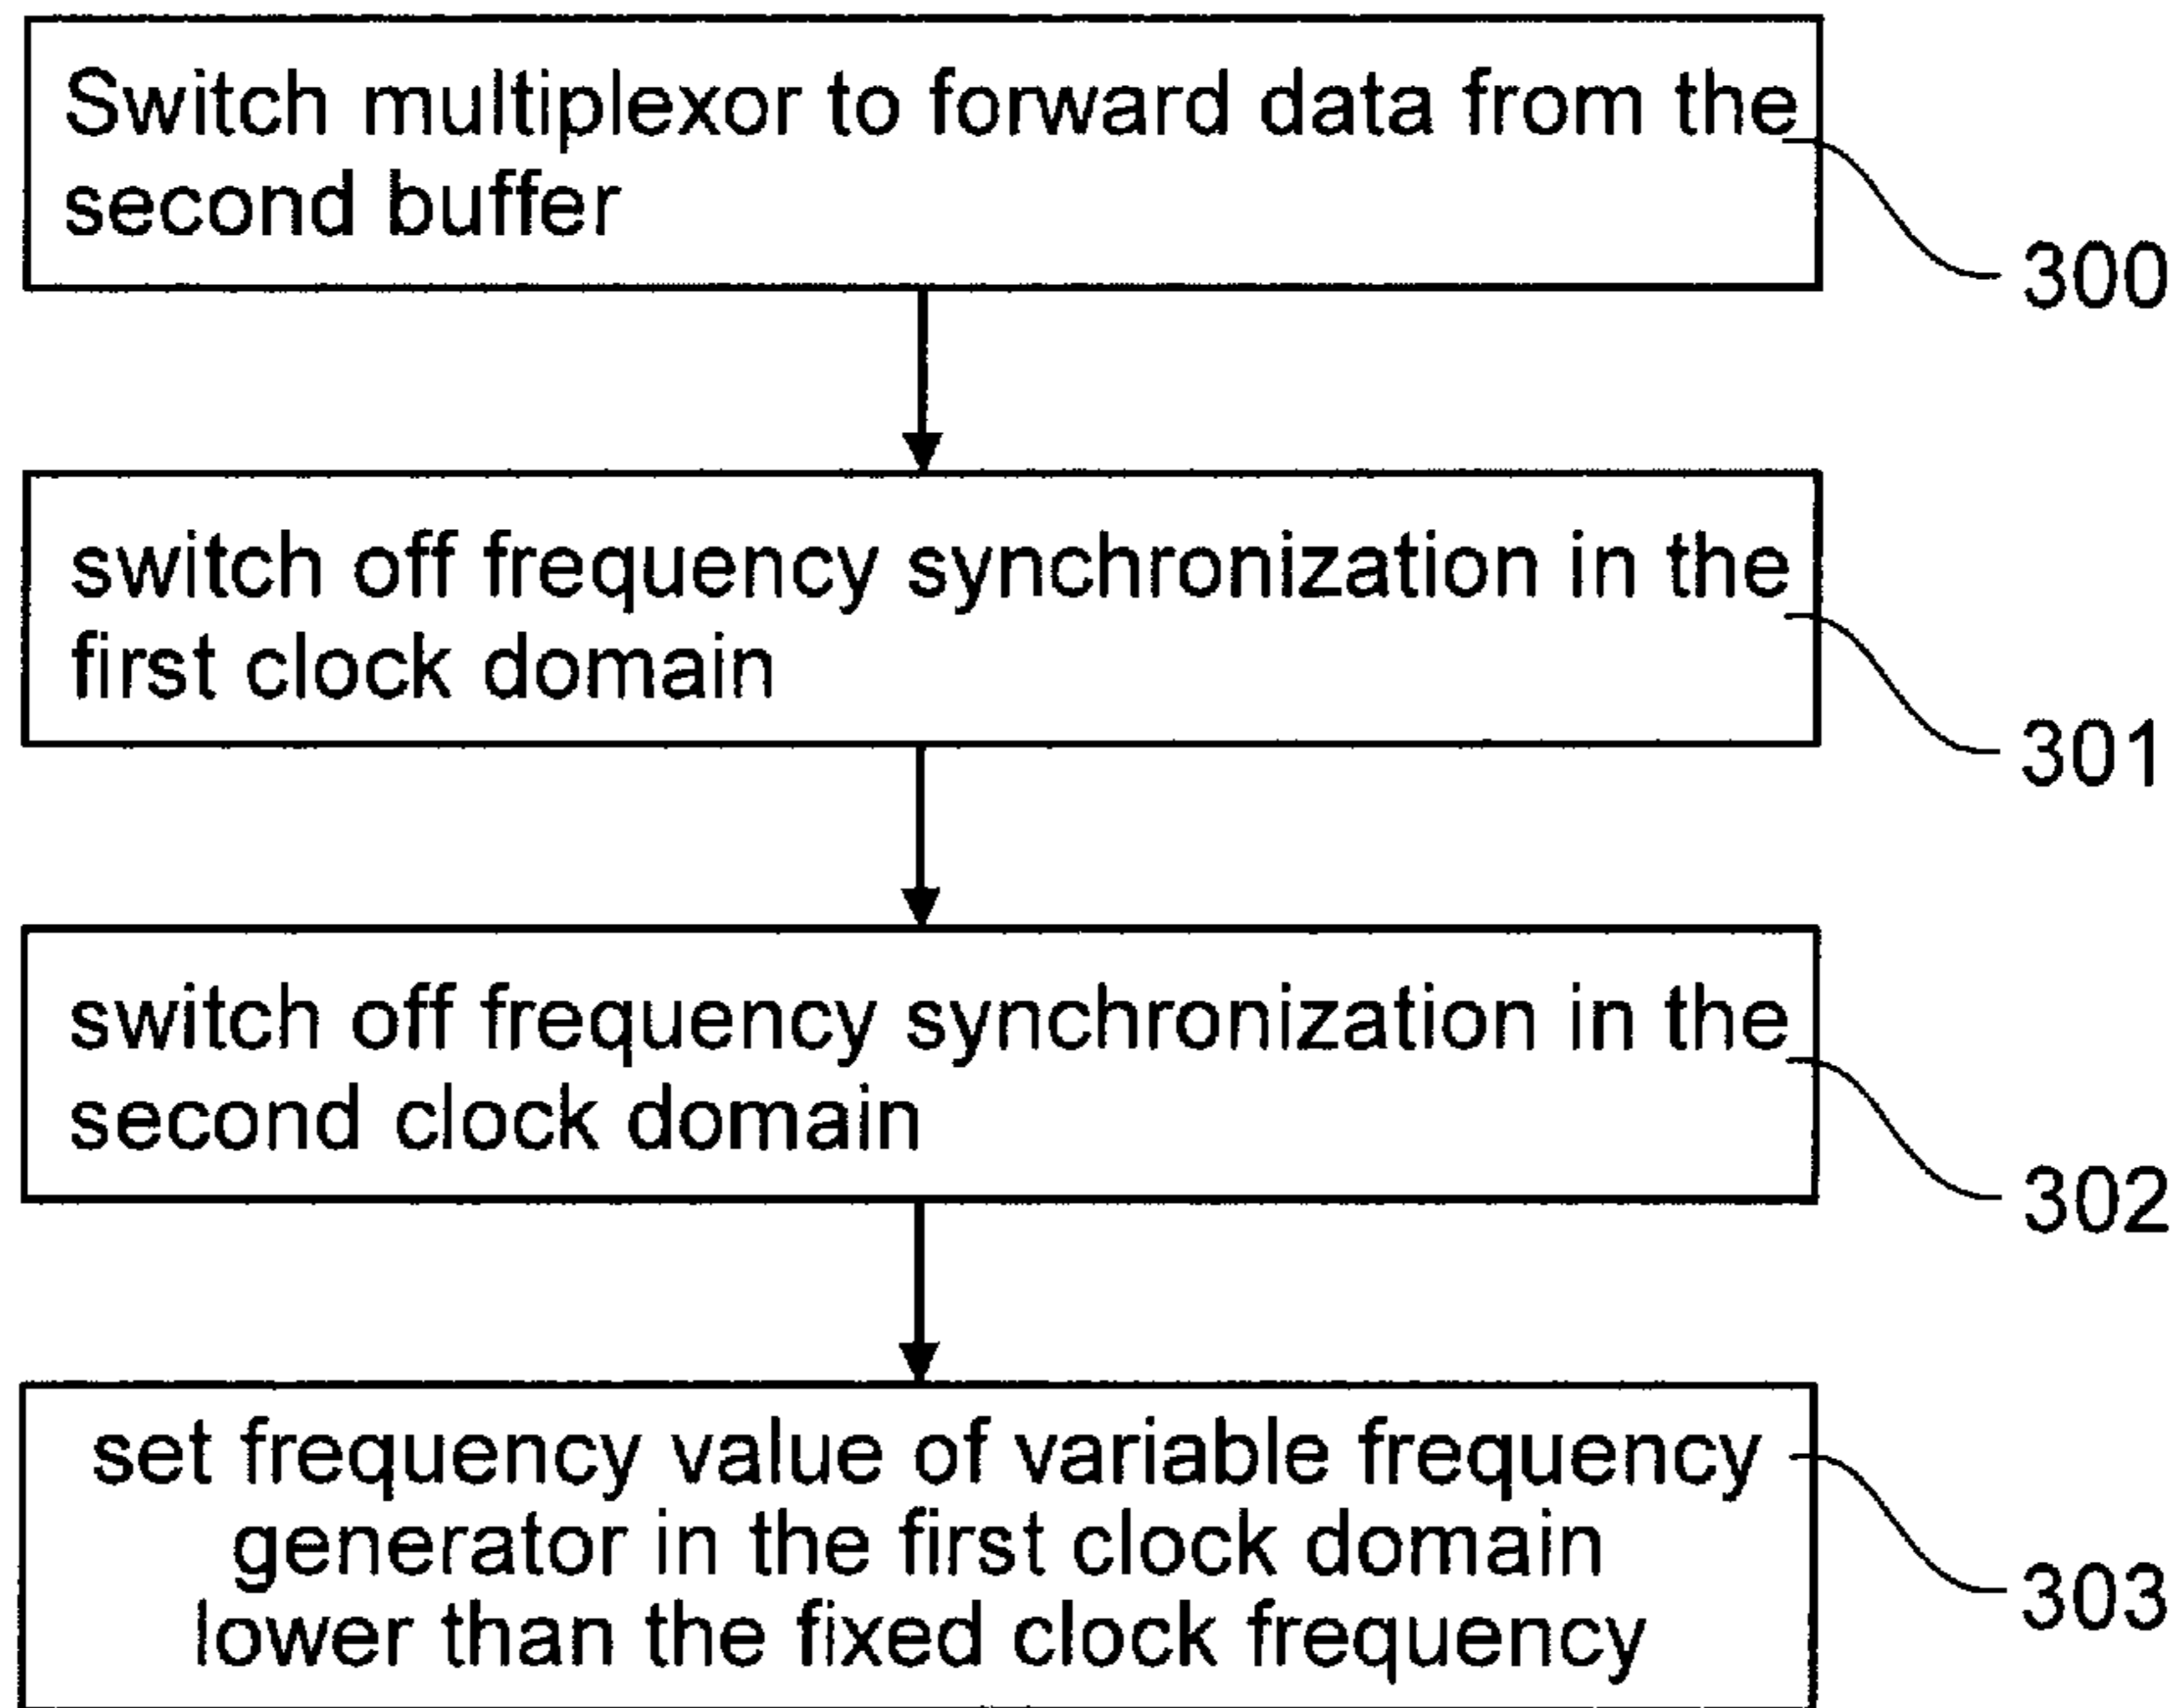 Switch multiplexor to forward data from the
second buffer
300
switch off frequency synchronization in the
first clock domain
301
switch off frequency synchronization in the
second clock domain
302
set frequency value of variable frequency
generator in the first clock domain
lower than the fixed clock frequency
303